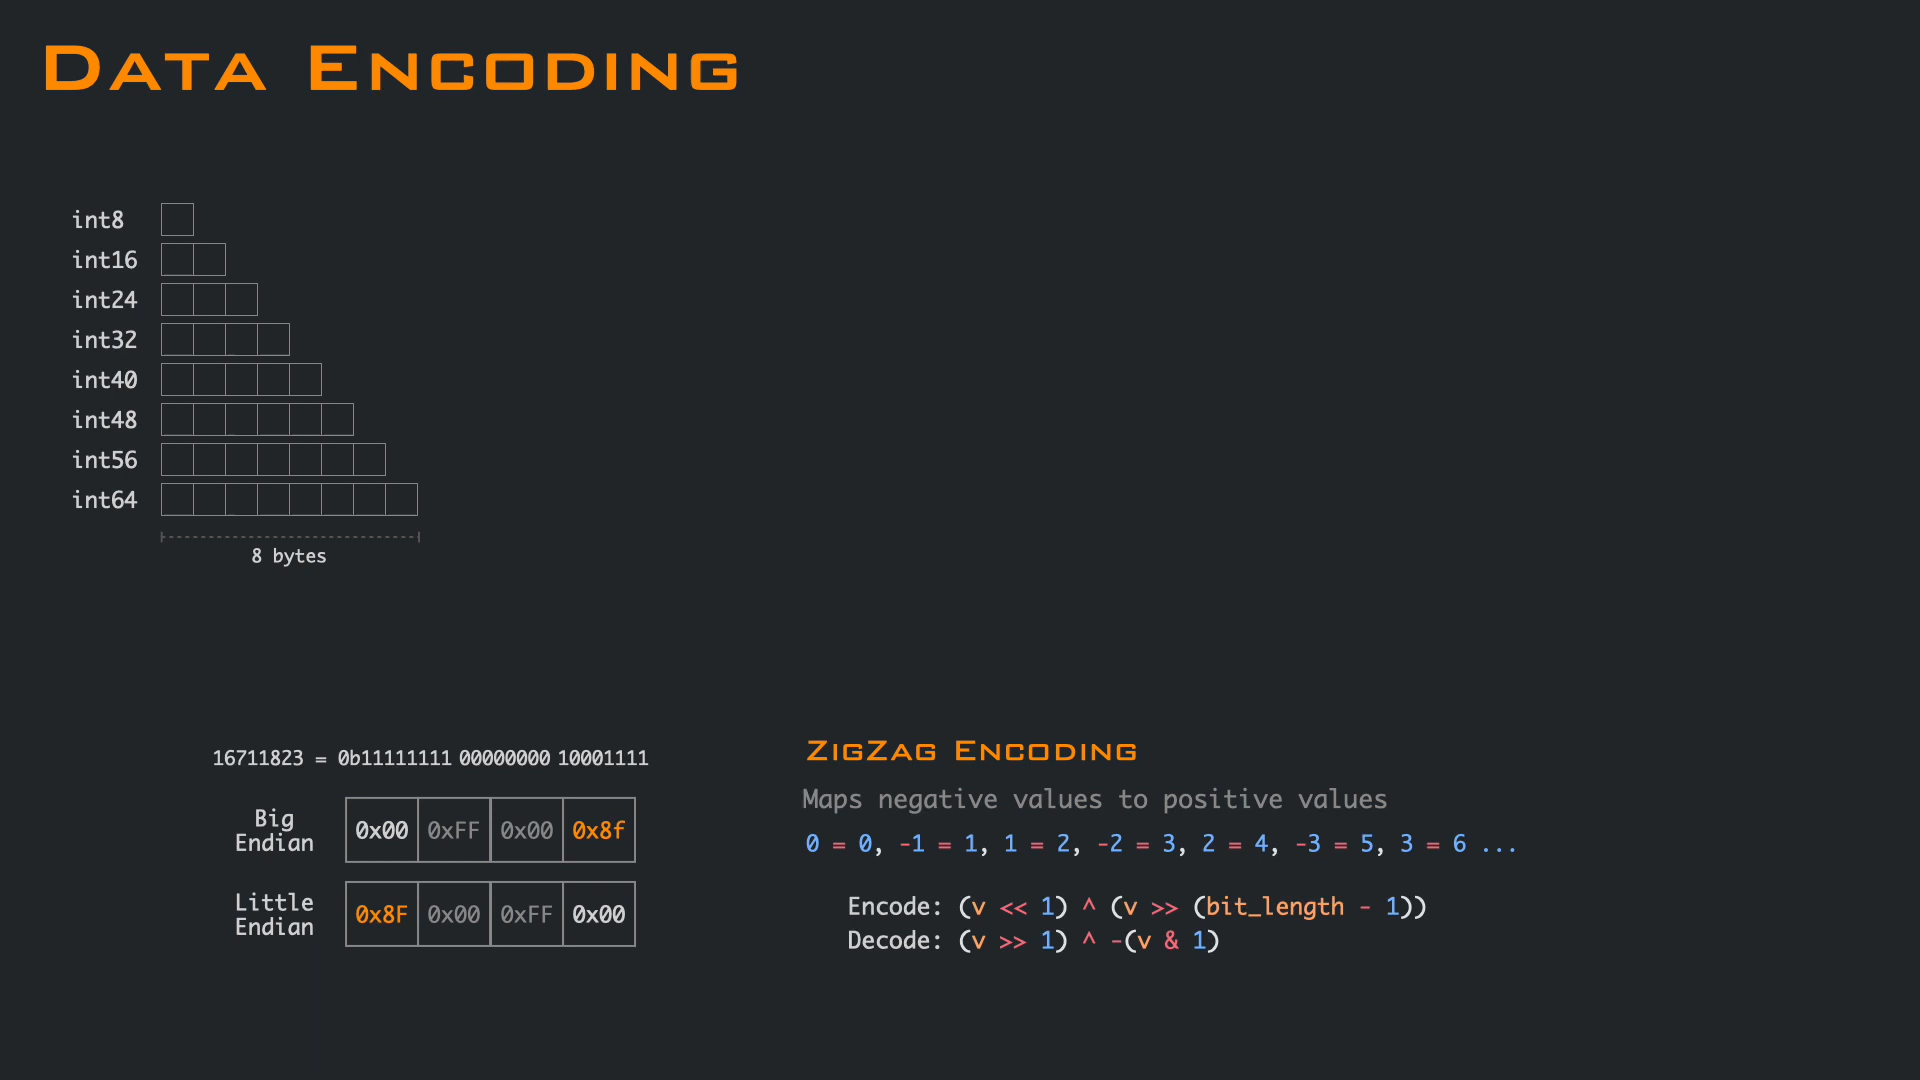 DATA ENCODING
int8
int16
int24
int32
int40
int48
int56
int64
8 bytes
16711823 = 0b11111111 00000000 10001111
Big Endian
0x00 0xFF 0x00 0x8f
Little Endian
0x8F 0x00 0xFF 0x00
ZIGZAG ENCODING
Maps negative values to positive values
0 = 0, -1 = 1, 1 = 2, -2 = 3, 2 = 4, -3 = 5, 3 = 6 ...
Encode: (v << 1) ^ (v >> (bit_length - 1))
Decode: (v >> 1) ^ -(v & 1)